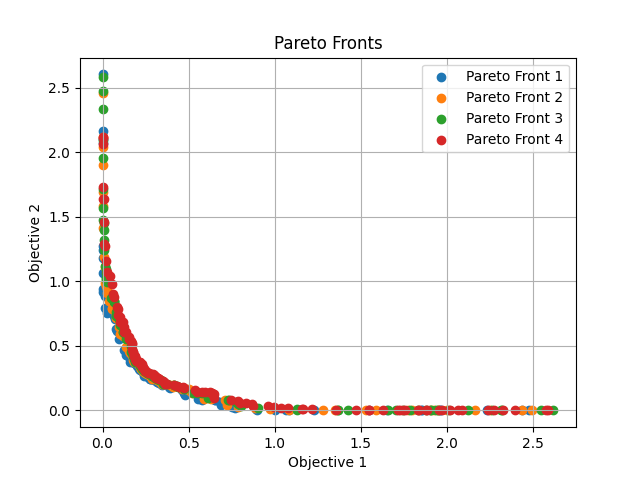 Pareto Fronts
2.5
2.0
1.5
1.0
0.5
0.0
Objective 2
Pareto Front 1
Pareto Front 2
Pareto Front 3
Pareto Front 4
0.0 0.5 1.0 1.5 2.0 2.5
Objective 1